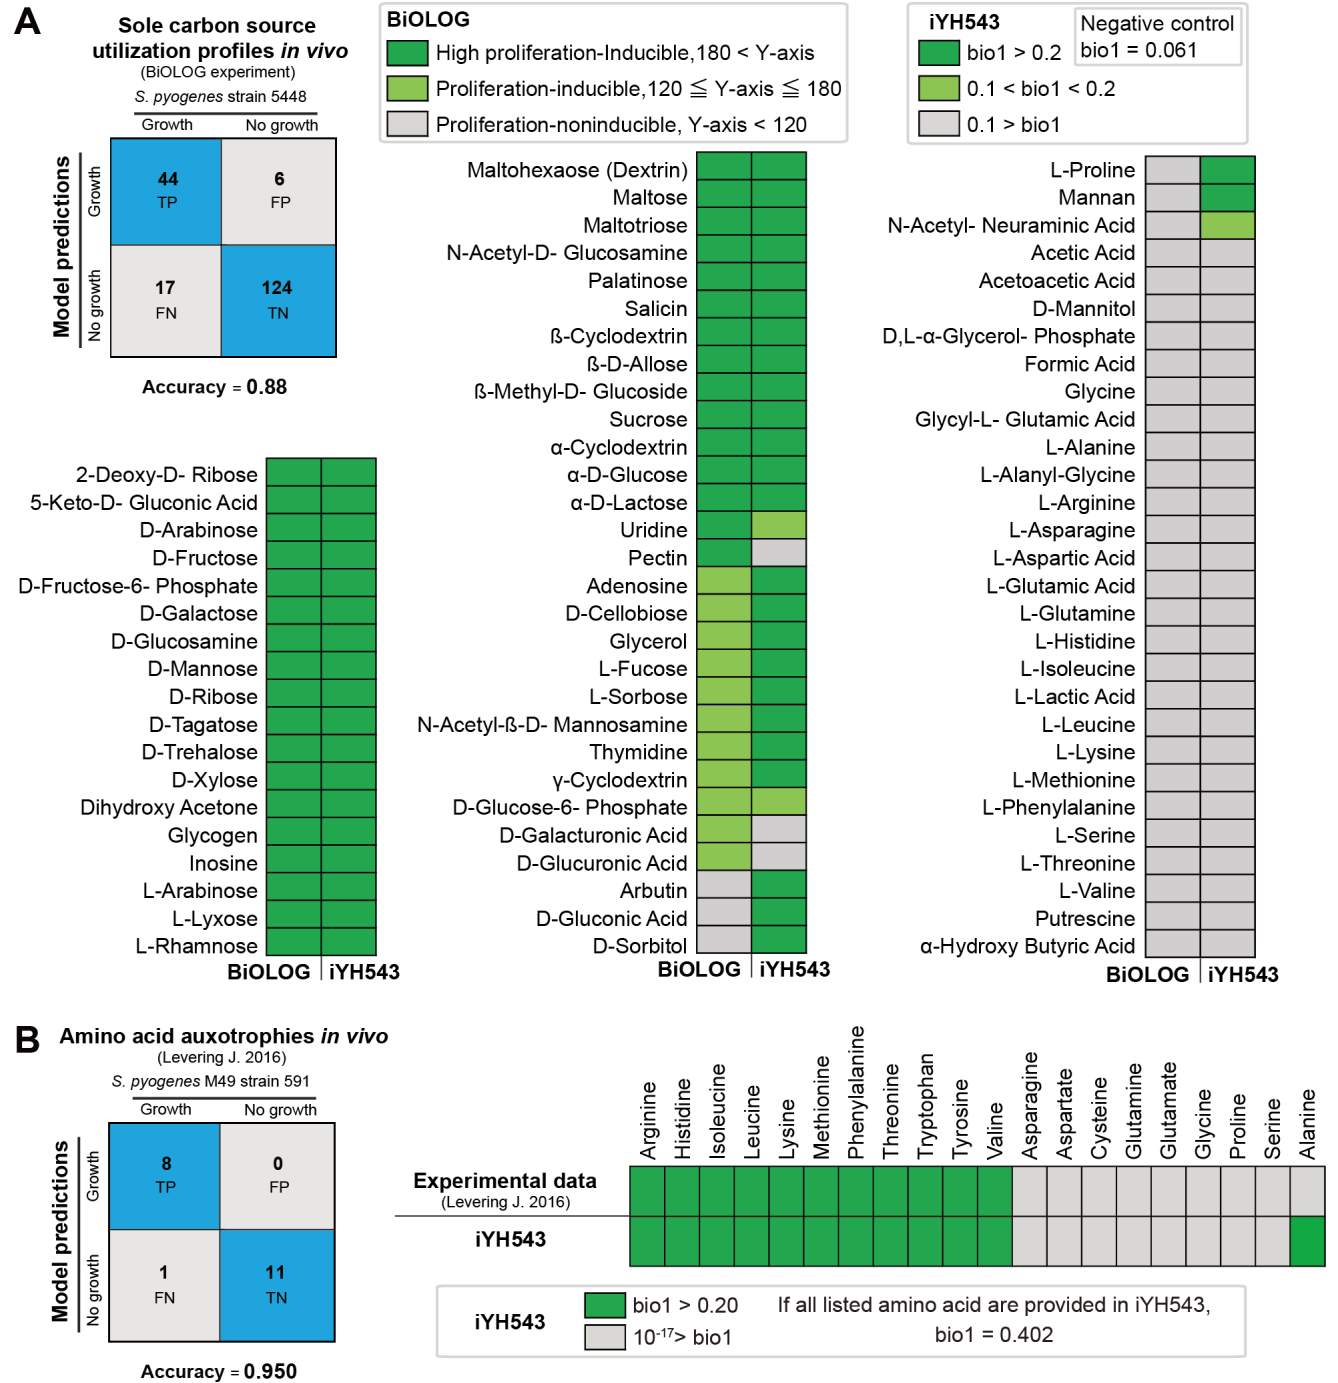 A
Sole carbon source
utilization profiles in vivo
(BiOLOG experiment)
S. pyogenes strain 5448
Growth No growth
Model predictions
Growth
No growth
44
TP
6
FP
17
FN
124
TN
Accuracy = 0.88
BiOLOG
High proliferation-Inducible,180 < Y-axis
Proliferation-inducible,120 ≦ Y-axis ≦ 180
Proliferation-noninducible, Y-axis < 120
iYH543
bio1 > 0.2
0.1 < bio1 < 0.2
0.1 > bio1
Negative control
bio1 = 0.061
2-Deoxy-D- Ribose
5-Keto-D- Gluconic Acid
D-Arabinose
D-Fructose
D-Fructose-6- Phosphate
D-Galactose
D-Glucosamine
D-Mannose
D-Ribose
D-Tagatose
D-Trehalose
D-Xylose
Dihydroxy Acetone
Glycogen
Inosine
L-Arabinose
L-Lyxose
L-Rhamnose
BiOLOG iYH543
Maltohexaose (Dextrin)
Maltose
Maltotriose
N-Acetyl-D- Glucosamine
Palatinose
Salicin
ß-Cyclodextrin
ß-D-Allose
ß-Methyl-D- Glucoside
Sucrose
α-Cyclodextrin
α-D-Glucose
α-D-Lactose
Uridine
Pectin
Adenosine
D-Cellobiose
Glycerol
L-Fucose
L-Sorbose
N-Acetyl-ß-D- Mannosamine
Thymidine
γ-Cyclodextrin
D-Glucose-6- Phosphate
D-Galacturonic Acid
D-Glucuronic Acid
Arbutin
D-Gluconic Acid
D-Sorbitol
BiOLOG iYH543
L-Proline
Mannan
N-Acetyl- Neuraminic Acid
Acetic Acid
Acetoacetic Acid
D-Mannitol
D,L-α-Glycerol- Phosphate
Formic Acid
Glycine
Glycyl-L- Glutamic Acid
L-Alanine
L-Alanyl-Glycine
L-Arginine
L-Asparagine
L-Aspartic Acid
L-Glutamic Acid
L-Glutamine
L-Histidine
L-Isoleucine
L-Lactic Acid
L-Leucine
L-Lysine
L-Methionine
L-Phenylalanine
L-Serine
L-Threonine
L-Valine
Putrescine
α-Hydroxy Butyric Acid
BiOLOG iYH543
B
Amino acid auxotrophies in vivo
(Levering J. 2016)
S. pyogenes M49 strain 591
Growth No growth
Model predictions
Growth
No growth
8
TP
0
FP
1
FN
11
TN
Accuracy = 0.950
Arginine
Histidine
Isoleucine
Leucine
Lysine
Methionine
Phenylalanine
Threonine
Tryptophan
Tyrosine
Valine
Asparagine
Aspartate
Cysteine
Glutamine
Glutamate
Glycine
Proline
Serine
Alanine
Experimental data
(Levering J. 2016)
iYH543
iYH543
bio1 > 0.20
10⁻¹⁷> bio1
If all listed amino acid are provided in iYH543,
bio1 = 0.402